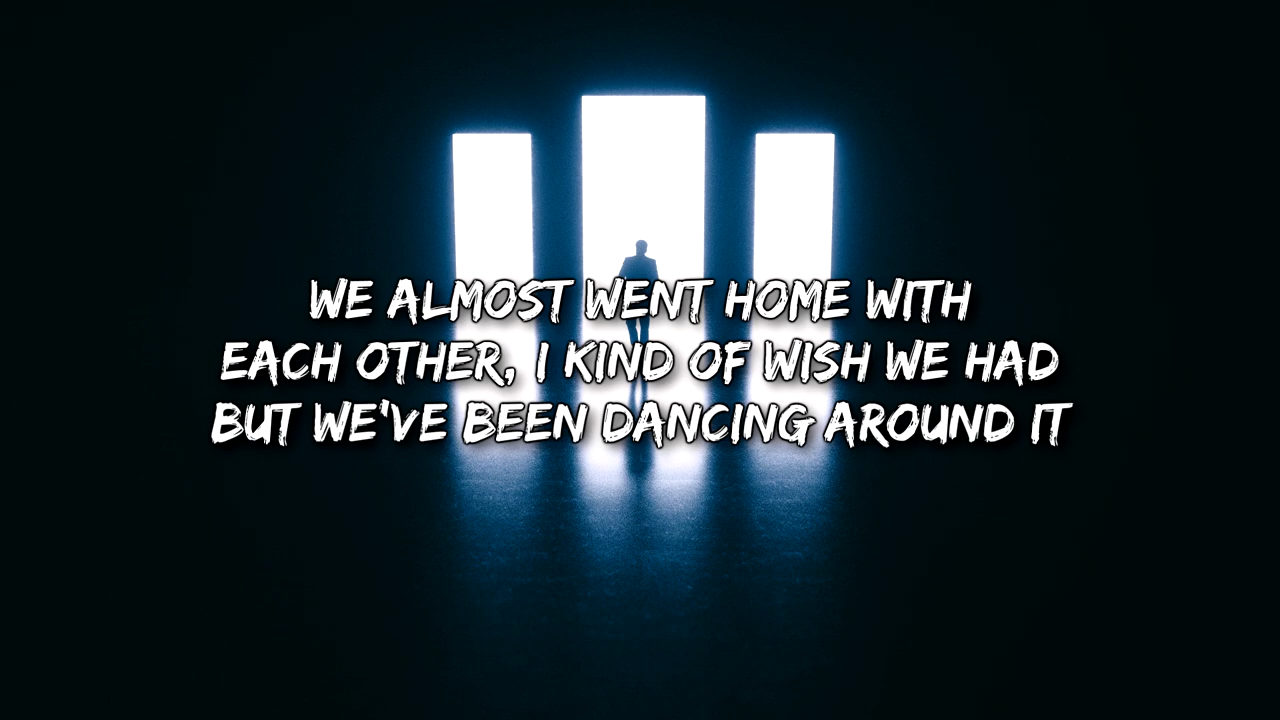 WE ALMOST WENT HOME WITH
EACH OTHER, I KIND OF WISH WE HAD
BUT WE'VE BEEN DANCING AROUND IT